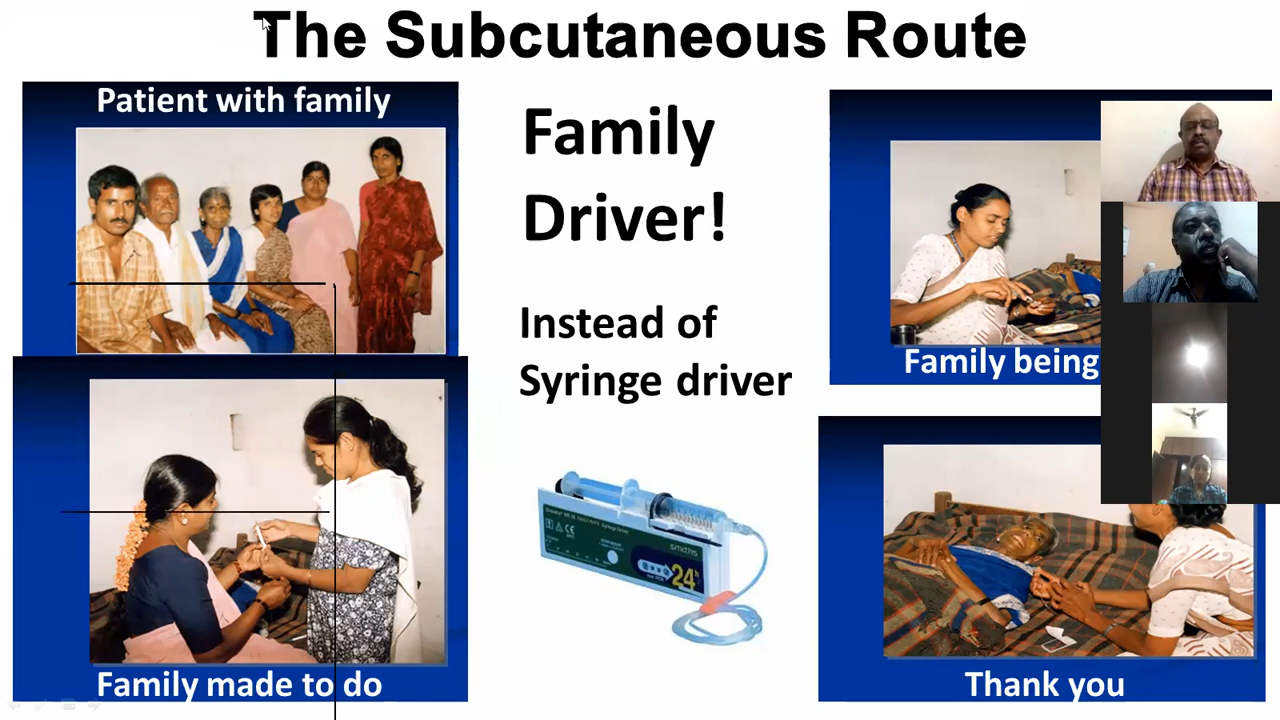 The Subcutaneous Route
Patient with family
Family
Driver!
Instead of
Syringe driver
Family being
Family made to do
Thank you
smiths
24